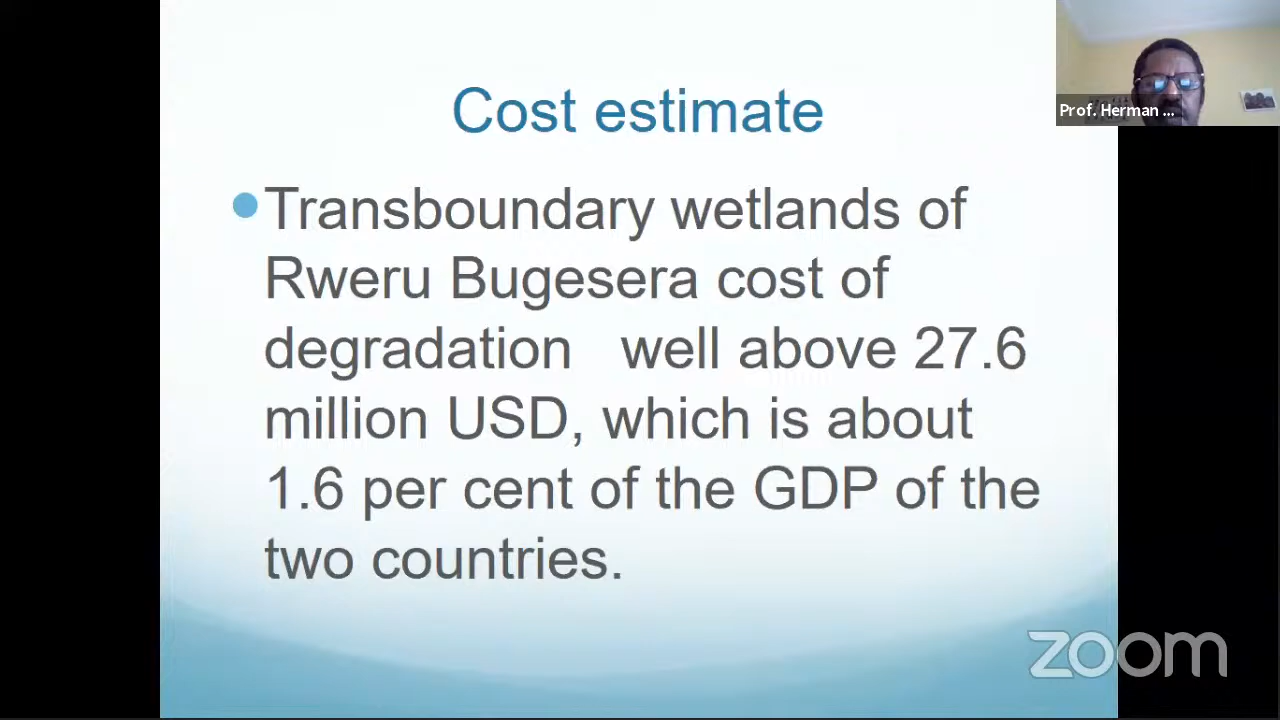 Cost estimate
Prof. Herman ...
Transboundary wetlands of
Rweru Bugesera cost of
degradation well above 27.6
million USD, which is about
1.6 per cent of the GDP of the
two countries.
zoom